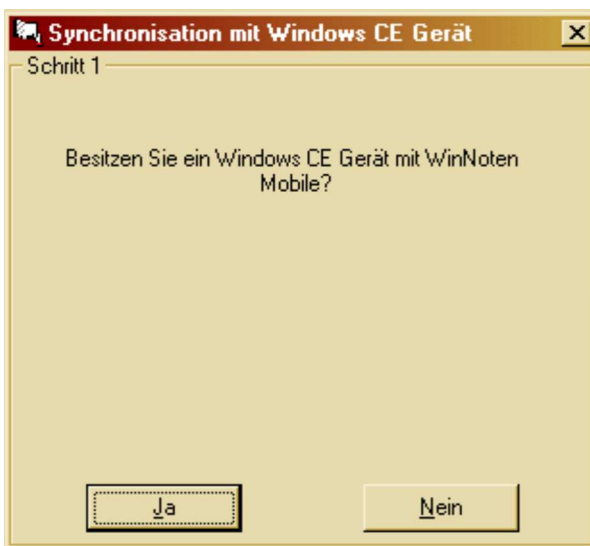 Synchronisation mit Windows CE Gerät
Schritt 1
Besitzen Sie ein Windows CE Gerät mit WinNoten
Mobile?
Ja
Nein